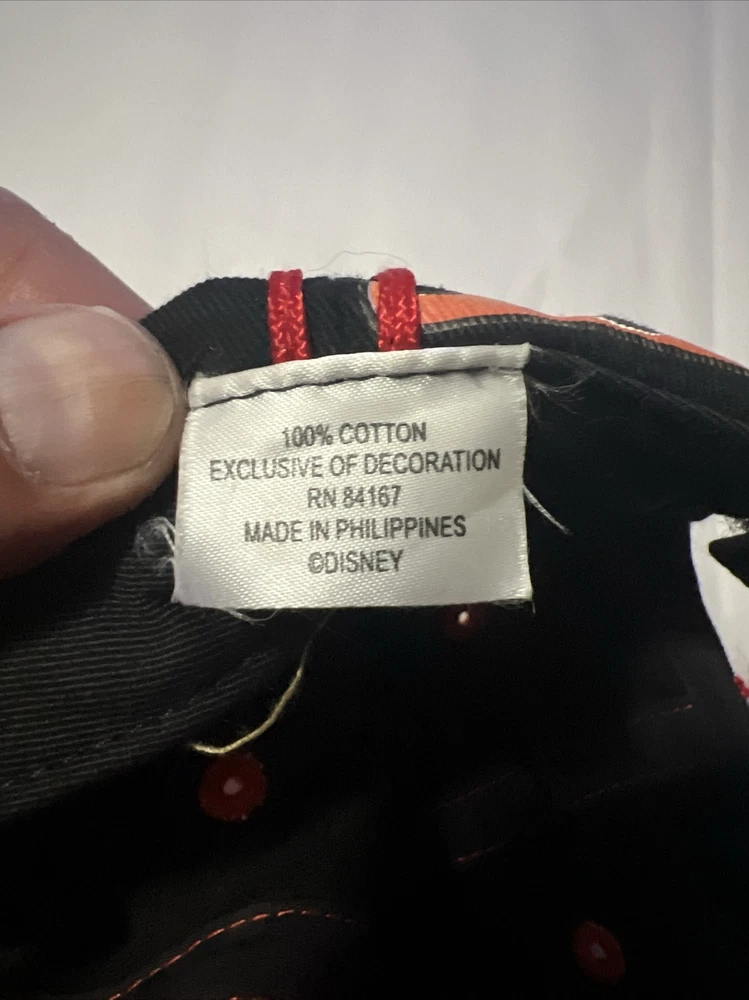 100% COTTON
EXCLUSIVE OF DECORATION
RN 84167
MADE IN PHILIPPINES
©DISNEY